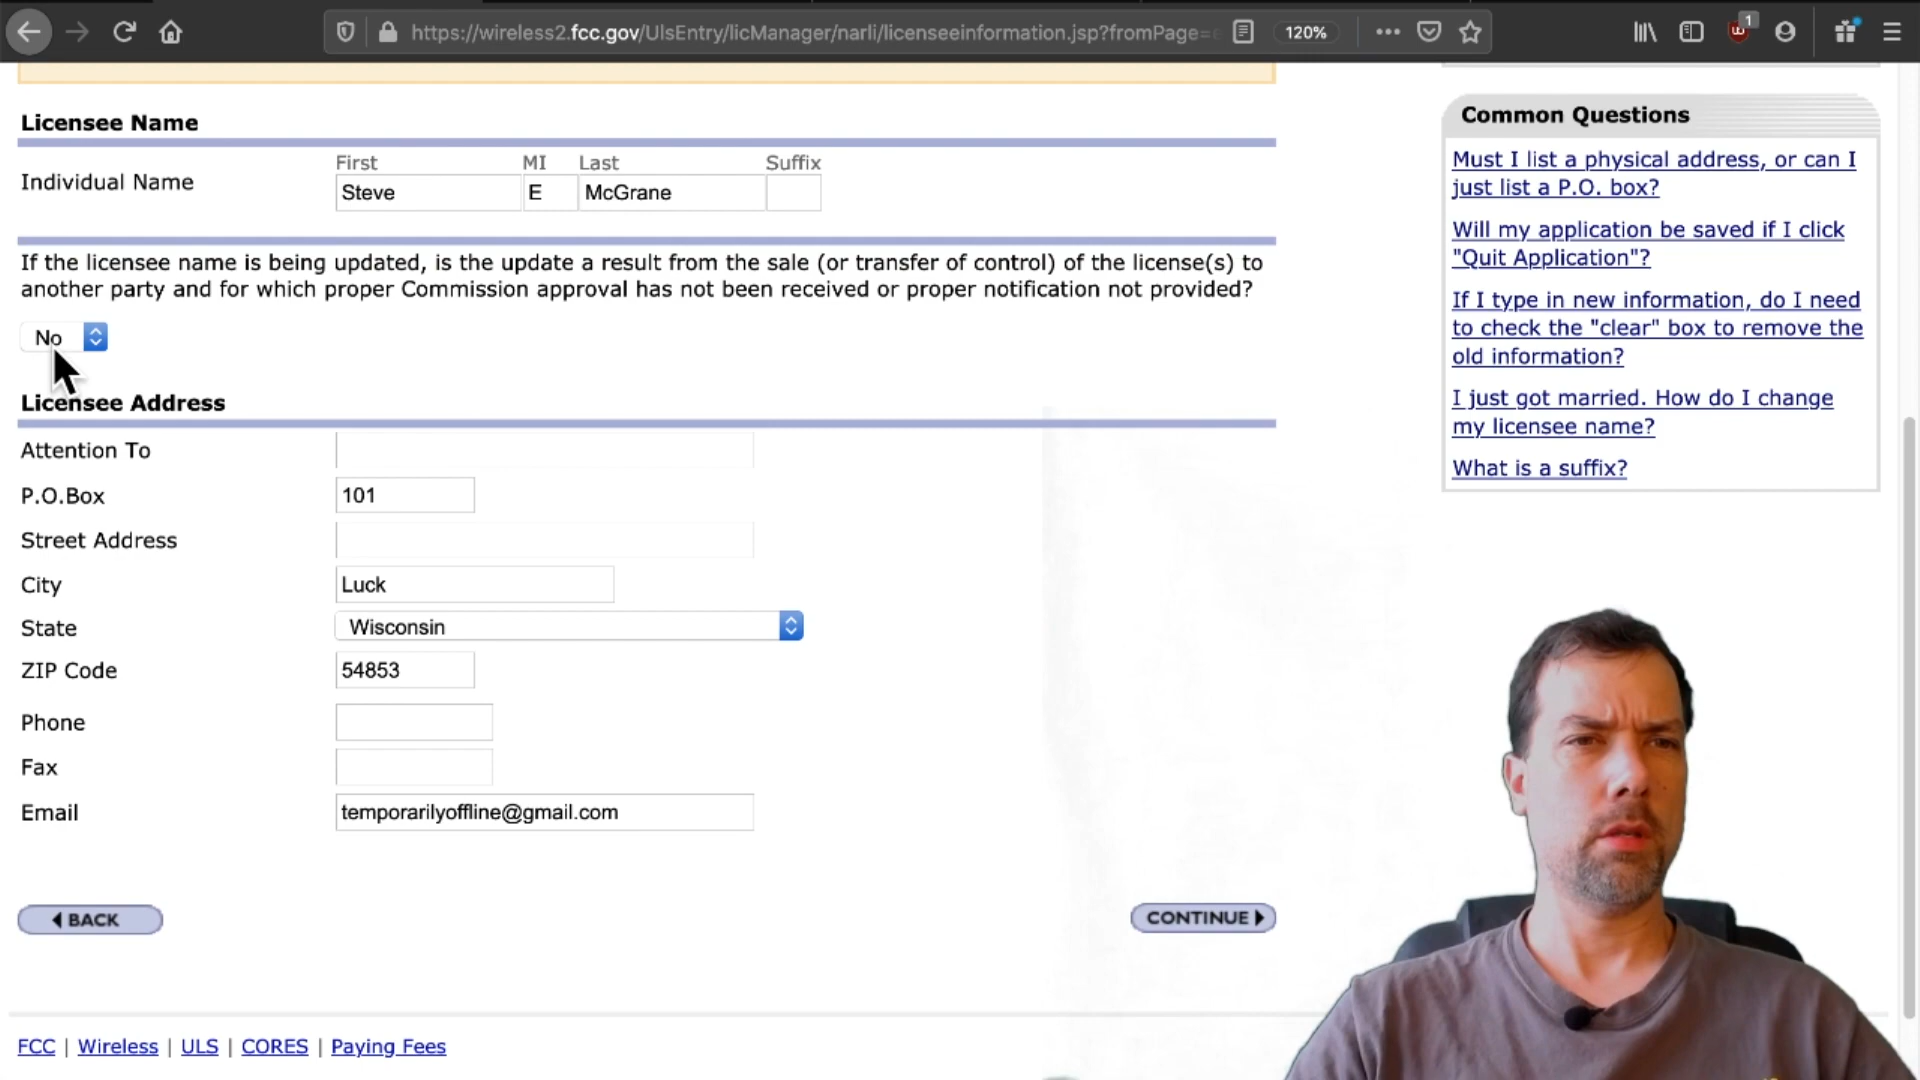 https://wireless2.fcc.gov/UlsEntry/licManager/narli/licenseeinformation.jsp?fromPage=
120%
1
Licensee Name
First MI Last Suffix
Individual Name Steve E McGrane
If the licensee name is being updated, is the update a result from the sale (or transfer of control) of the license(s) to
another party and for which proper Commission approval has not been received or proper notification not provided?
No
Licensee Address
Attention To
P.O.Box 101
Street Address
City Luck
State Wisconsin
ZIP Code 54853
Phone
Fax
Email temporarilyoffline@gmail.com
BACK
CONTINUE
FCC | Wireless | ULS | CORES | Paying Fees
Common Questions
Must I list a physical address, or can I
just list a P.O. box?
Will my application be saved if I click
"Quit Application"?
If I type in new information, do I need
to check the "clear" box to remove the
old information?
I just got married. How do I change
my licensee name?
What is a suffix?